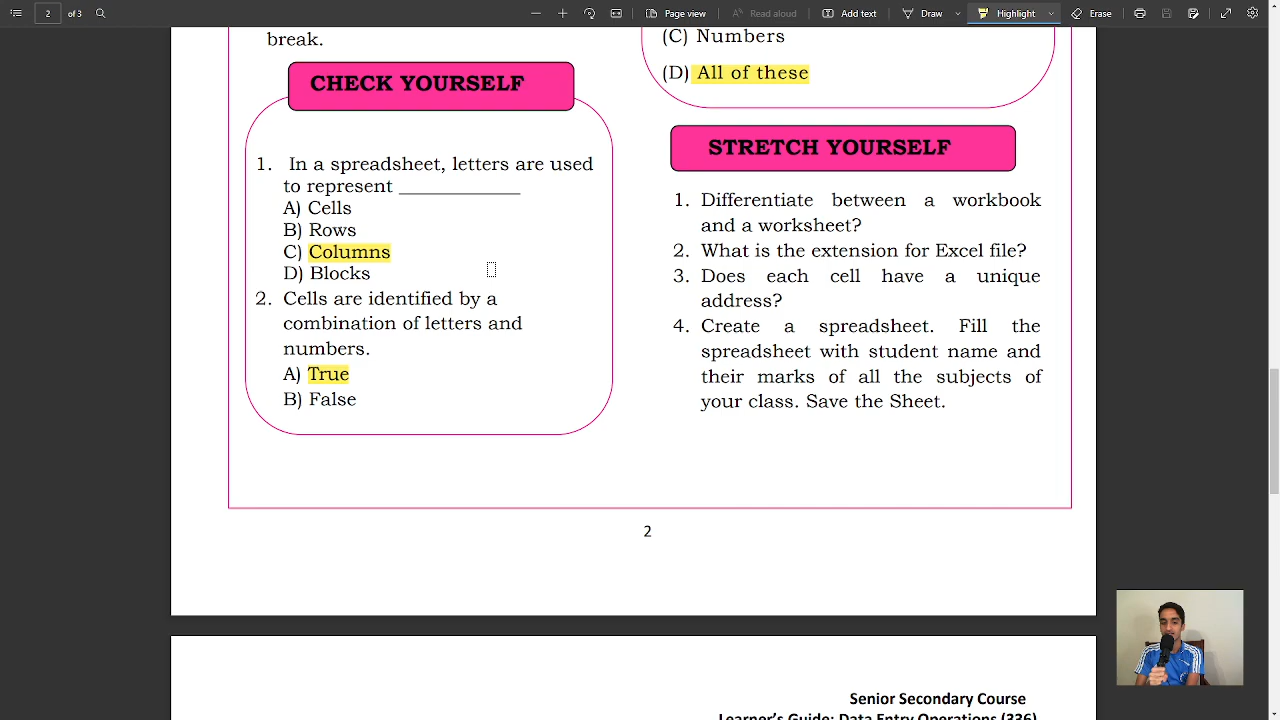 2 of 3
Page view
Read aloud
Add text
Draw
Highlight
Erase
break.
CHECK YOURSELF
1. In a spreadsheet, letters are used
to represent _____________
A) Cells
B) Rows
C) Columns
D) Blocks
2. Cells are identified by a
combination of letters and
numbers.
A) True
B) False
(C) Numbers
(D) All of these
STRETCH YOURSELF
1. Differentiate between a workbook
and a worksheet?
2. What is the extension for Excel file?
3. Does each cell have a unique
address?
4. Create a spreadsheet. Fill the
spreadsheet with student name and
their marks of all the subjects of
your class. Save the Sheet.
2
Senior Secondary Course
Learner's Guide: Data Entry Operations (336)